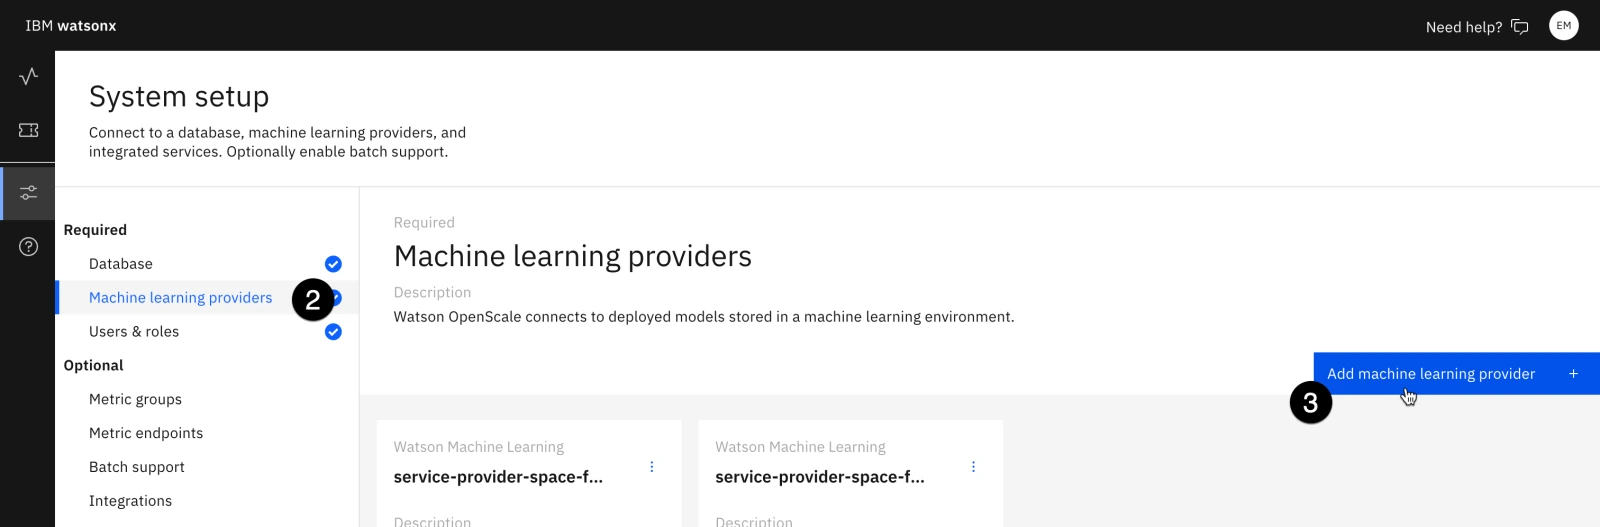 IBM watsonx
Need help?
EM
System setup
Connect to a database, machine learning providers, and
integrated services. Optionally enable batch support.
Required
Database
Machine learning providers
2
Users & roles
Optional
Metric groups
Metric endpoints
Batch support
Integrations
Required
Machine learning providers
Description
Watson OpenScale connects to deployed models stored in a machine learning environment.
Add machine learning provider +
3
Watson Machine Learning
service-provider-space-f...
Description
Watson Machine Learning
service-provider-space-f...
Description